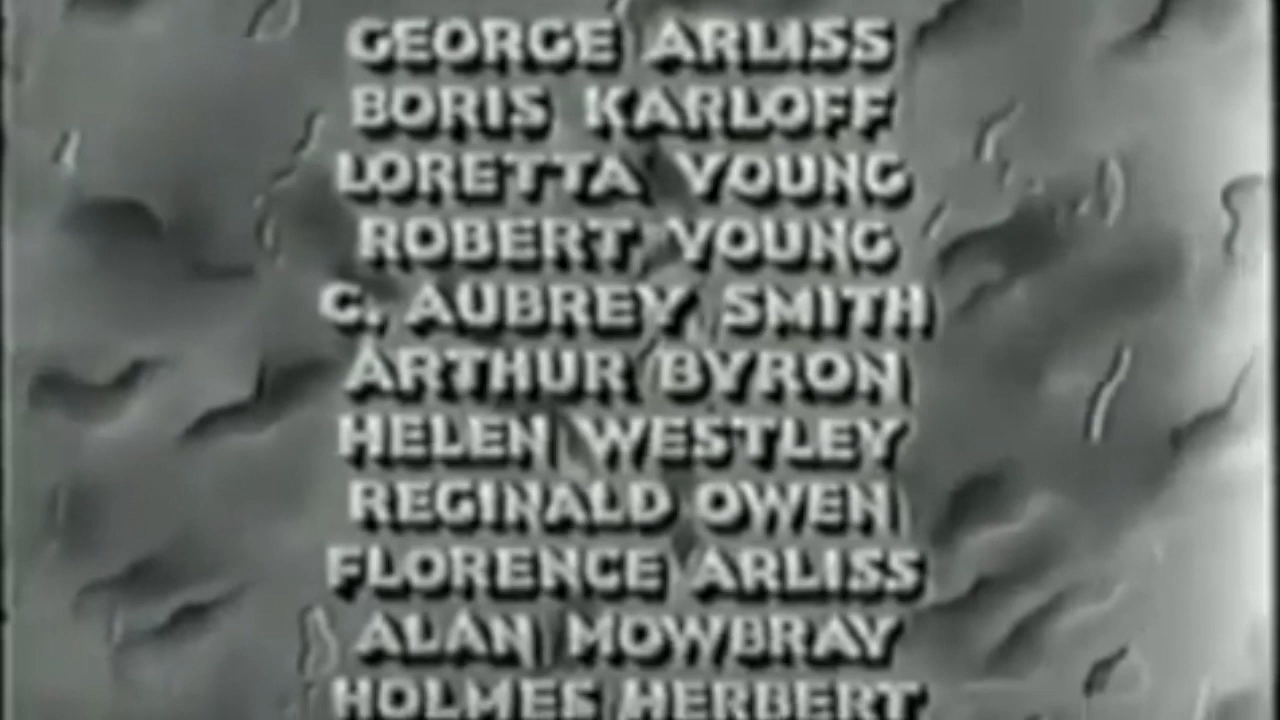 GEORGE ARLISS
BORIS KARLOFF
LORETTA YOUNG
ROBERT YOUNG
C. AUBREY SMITH
ARTHUR BYRON
HELEN WESTLEY
REGINALD OWEN
FLORENCE ARLISS
ALAN MOWBRAY
HOLMES HERBERT